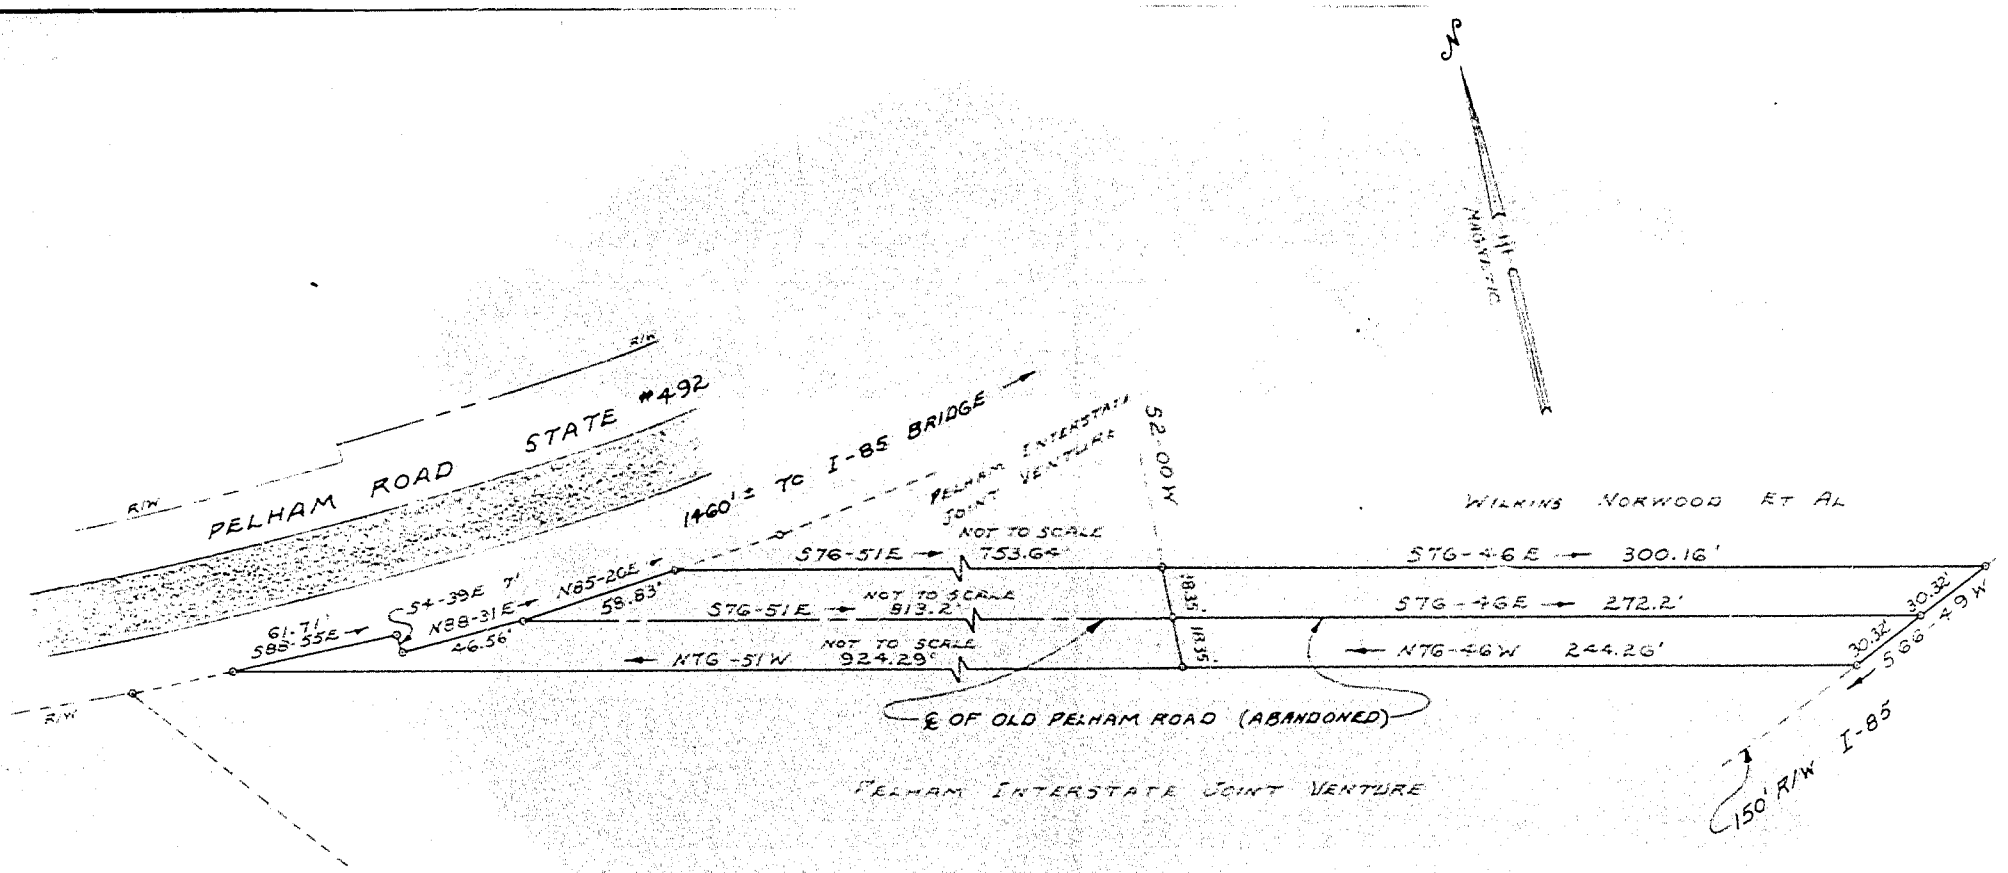 N
MAGNETIC
R/W
R/W
PELHAM ROAD STATE #492
1460'± TO I-85 BRIDGE
PELHAM INTERSTATE
JOINT VENTURE
S2-00W
WILKINS NORWOOD ET AL
NOT TO SCALE
S76-51E 753.64'
S76-46E 300.16'
61.71'
S88-55E
S4-39E 7'
N88-31E
46.56'
N85-20E
58.83'
NOT TO SCALE
S76-51E 813.2'
18.35'
S76-46E 272.2'
30.32'
NOT TO SCALE
N76-51W 924.29'
18.35'
N76-46W 244.26'
30.32'
S66-49W
R/W
℄ OF OLD PELHAM ROAD (ABANDONED)
PELHAM INTERSTATE JOINT VENTURE
150' R/W I-85